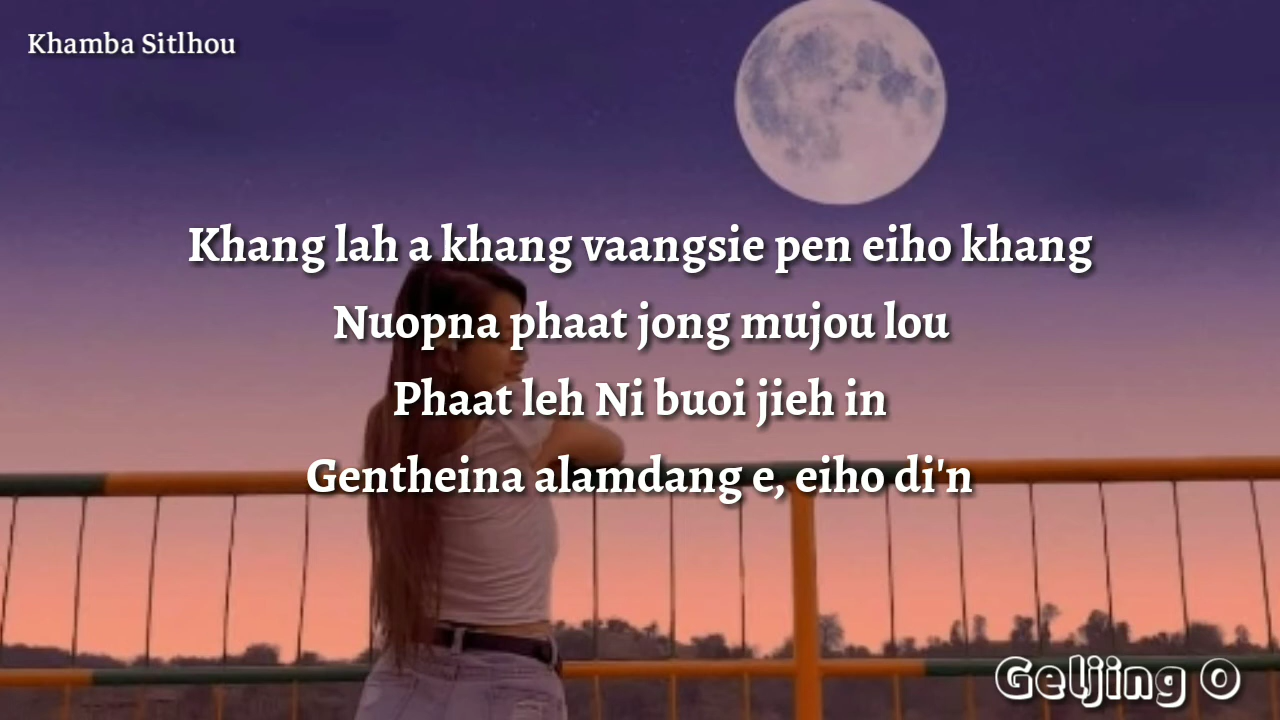 Khamba Sitlhou
Khang lah a khang vaangsie pen eiho khang
Nuopna phaat jong mujou lou
Phaat leh Ni buoi jieh in
Gentheina alamdang e, eiho di'n
Geljing O